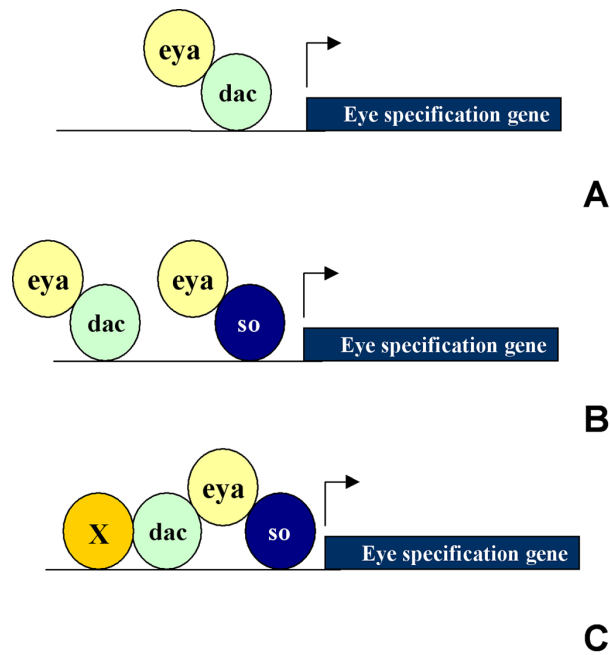 eya
dac
Eye specification gene
A
eya
eya
dac
so
Eye specification gene
B
eya
X
dac
so
Eye specification gene
C